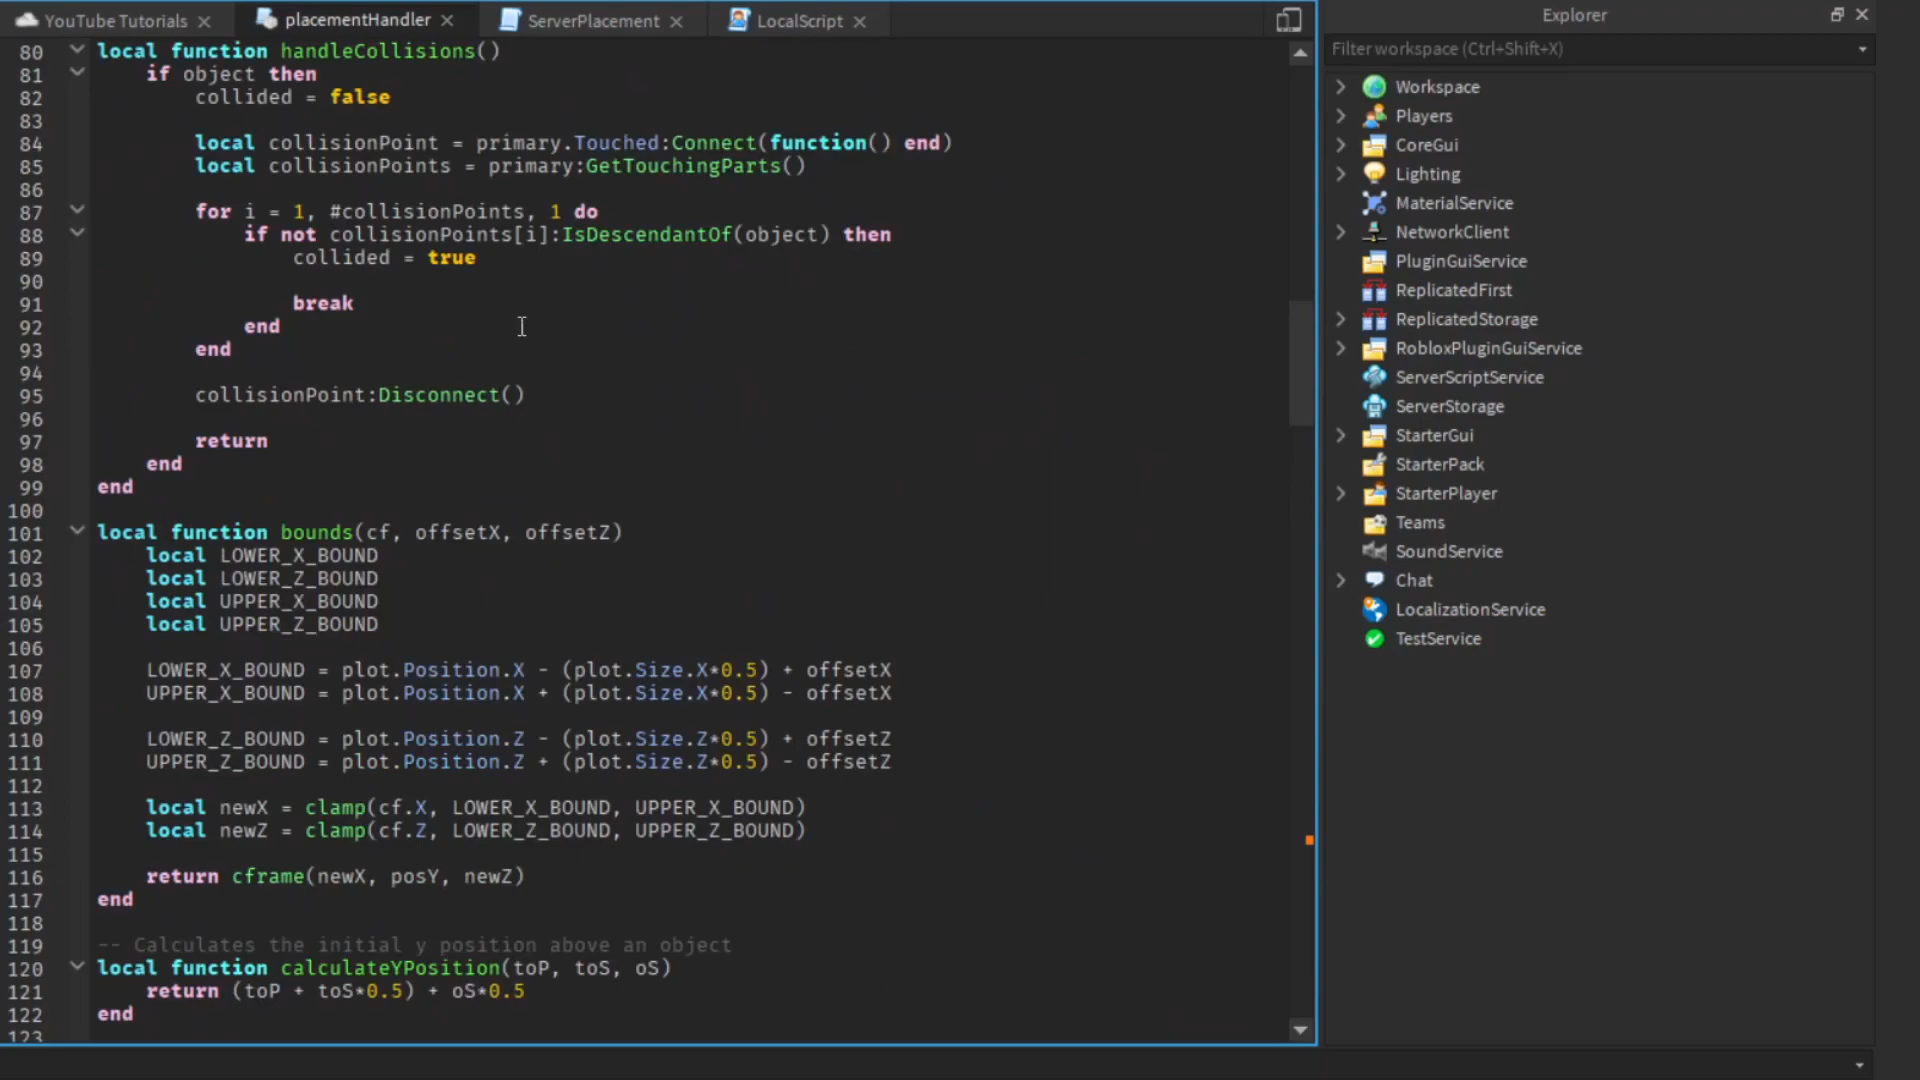 YouTube Tutorials
placementHandler
ServerPlacement
LocalScript
80 local function handleCollisions()
81 if object then
82 collided = false
83
84 local collisionPoint = primary.Touched:Connect(function() end)
85 local collisionPoints = primary:GetTouchingParts()
86
87 for i = 1, #collisionPoints, 1 do
88 if not collisionPoints[i]:IsDescendantOf(object) then
89 collided = true
90
91 break
92 end
93 end
94
95 collisionPoint:Disconnect()
96
97 return
98 end
99 end
100
101 local function bounds(cf, offsetX, offsetZ)
102 local LOWER_X_BOUND
103 local LOWER_Z_BOUND
104 local UPPER_X_BOUND
105 local UPPER_Z_BOUND
106
107 LOWER_X_BOUND = plot.Position.X - (plot.Size.X*0.5) + offsetX
108 UPPER_X_BOUND = plot.Position.X + (plot.Size.X*0.5) - offsetX
109
110 LOWER_Z_BOUND = plot.Position.Z - (plot.Size.Z*0.5) + offsetZ
111 UPPER_Z_BOUND = plot.Position.Z + (plot.Size.Z*0.5) - offsetZ
112
113 local newX = clamp(cf.X, LOWER_X_BOUND, UPPER_X_BOUND)
114 local newZ = clamp(cf.Z, LOWER_Z_BOUND, UPPER_Z_BOUND)
115
116 return cframe(newX, posY, newZ)
117 end
118
119 -- Calculates the initial y position above an object
120 local function calculateYPosition(toP, toS, oS)
121 return (toP + toS*0.5) + oS*0.5
122 end
123
Explorer
Filter workspace (Ctrl+Shift+X)
Workspace
Players
CoreGui
Lighting
MaterialService
NetworkClient
PluginGuiService
ReplicatedFirst
ReplicatedStorage
RobloxPluginGuiService
ServerScriptService
ServerStorage
StarterGui
StarterPack
StarterPlayer
Teams
SoundService
Chat
LocalizationService
TestService